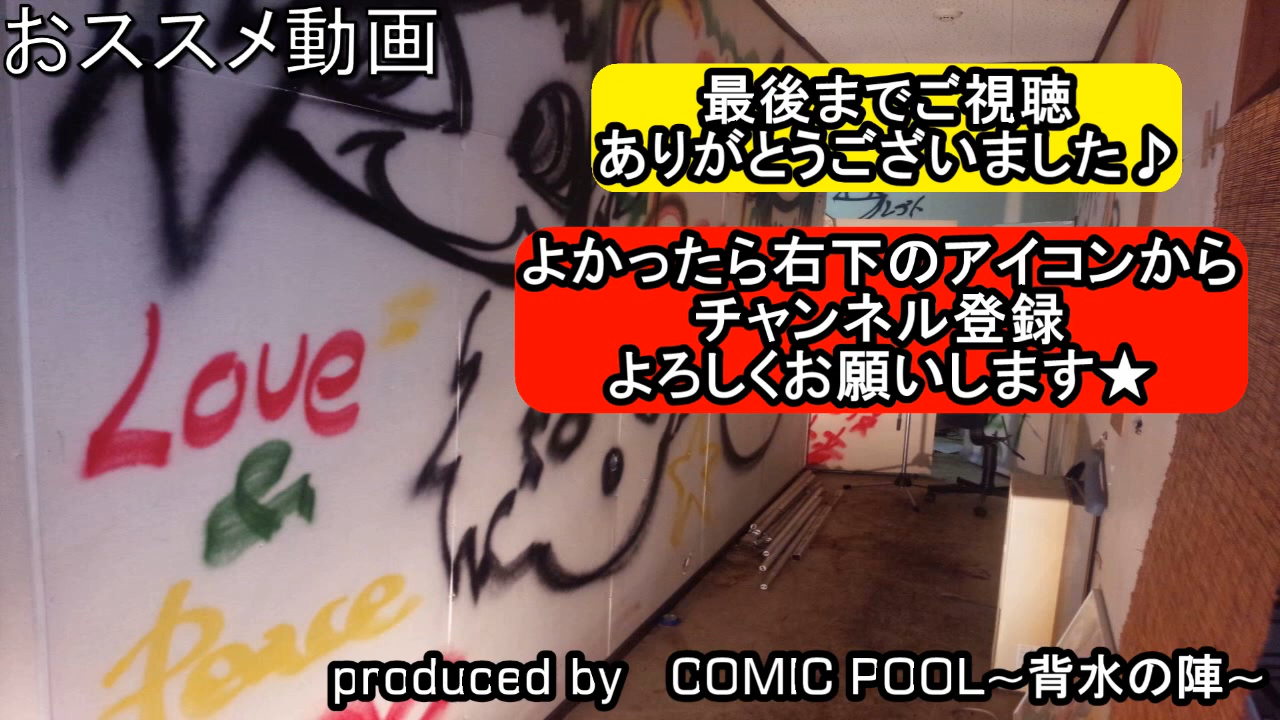 おススメ動画
最後までご視聴
ありがとうございました♪
よかったら右下のアイコンから
チャンネル登録
よろしくお願いします★
Love
&
Peace
produced by COMIC POOL~背水の陣~